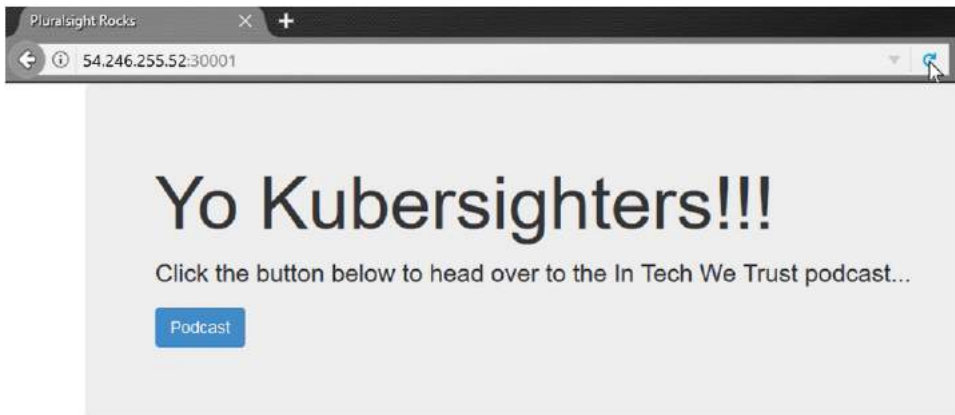 Pluralsight Rocks
54.246.255.52:30001
Yo Kubersighters!!!
Click the button below to head over to the In Tech We Trust podcast...
Podcast